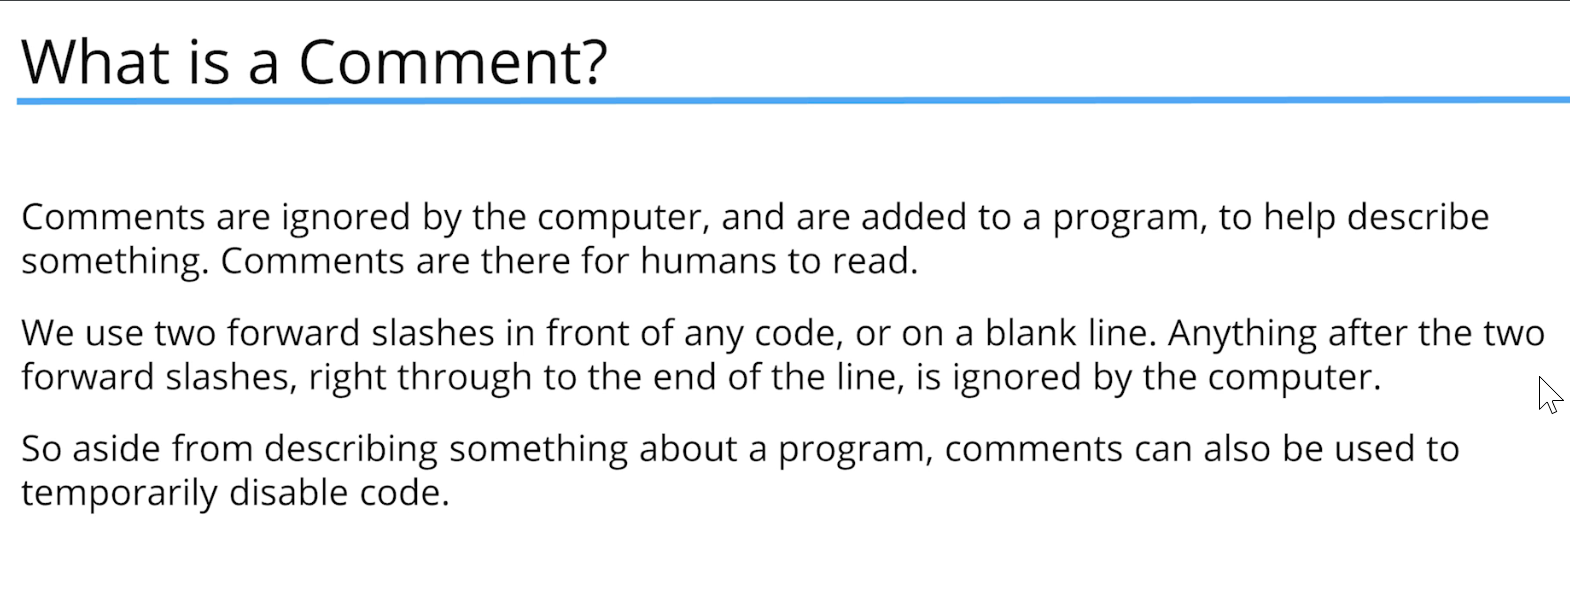 What is a Comment?
Comments are ignored by the computer, and are added to a program, to help describe
something. Comments are there for humans to read.
We use two forward slashes in front of any code, or on a blank line. Anything after the two
forward slashes, right through to the end of the line, is ignored by the computer.
So aside from describing something about a program, comments can also be used to
temporarily disable code.